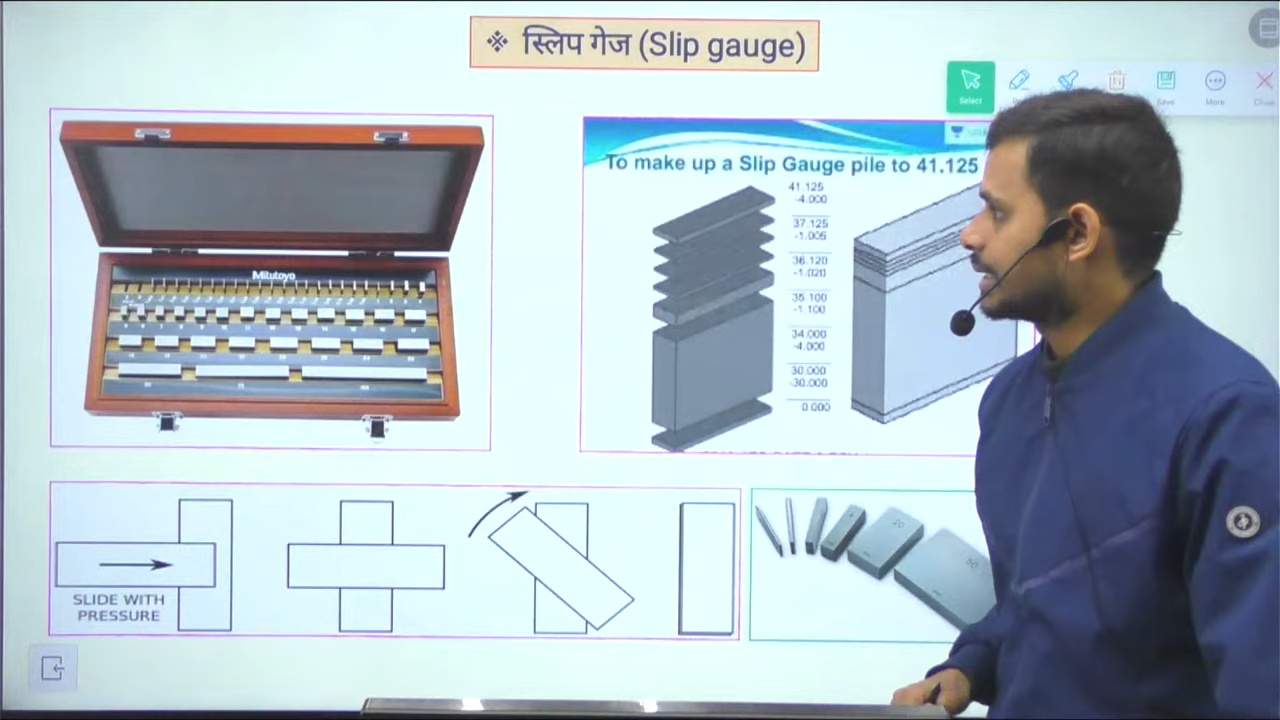 ❖ स्लिप गेज (Slip gauge)
Select
Save
More
Close
To make up a Slip Gauge pile to 41.125
41.125
-4.000
37.125
-1.005
36.120
-1.020
35.100
-1.100
34.000
-4.000
30.000
-30.000
0.000
Mitutoyo
SLIDE WITH
PRESSURE
20
50